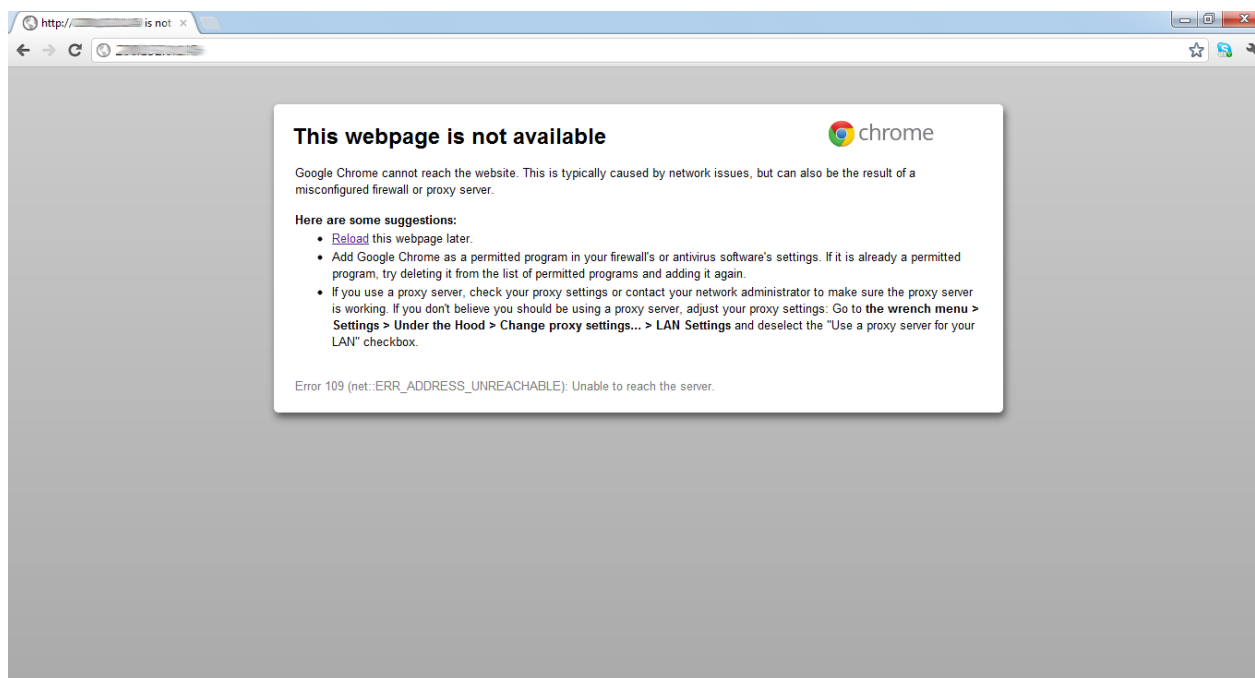 http:// is not
This webpage is not available
chrome
Google Chrome cannot reach the website. This is typically caused by network issues, but can also be the result of a
misconfigured firewall or proxy server.
Here are some suggestions:
Reload this webpage later.
Add Google Chrome as a permitted program in your firewall's or antivirus software's settings. If it is already a permitted
program, try deleting it from the list of permitted programs and adding it again.
If you use a proxy server, check your proxy settings or contact your network administrator to make sure the proxy server
is working. If you don't believe you should be using a proxy server, adjust your proxy settings: Go to the wrench menu >
Settings > Under the Hood > Change proxy settings... > LAN Settings and deselect the "Use a proxy server for your
LAN" checkbox.
Error 109 (net::ERR_ADDRESS_UNREACHABLE): Unable to reach the server.